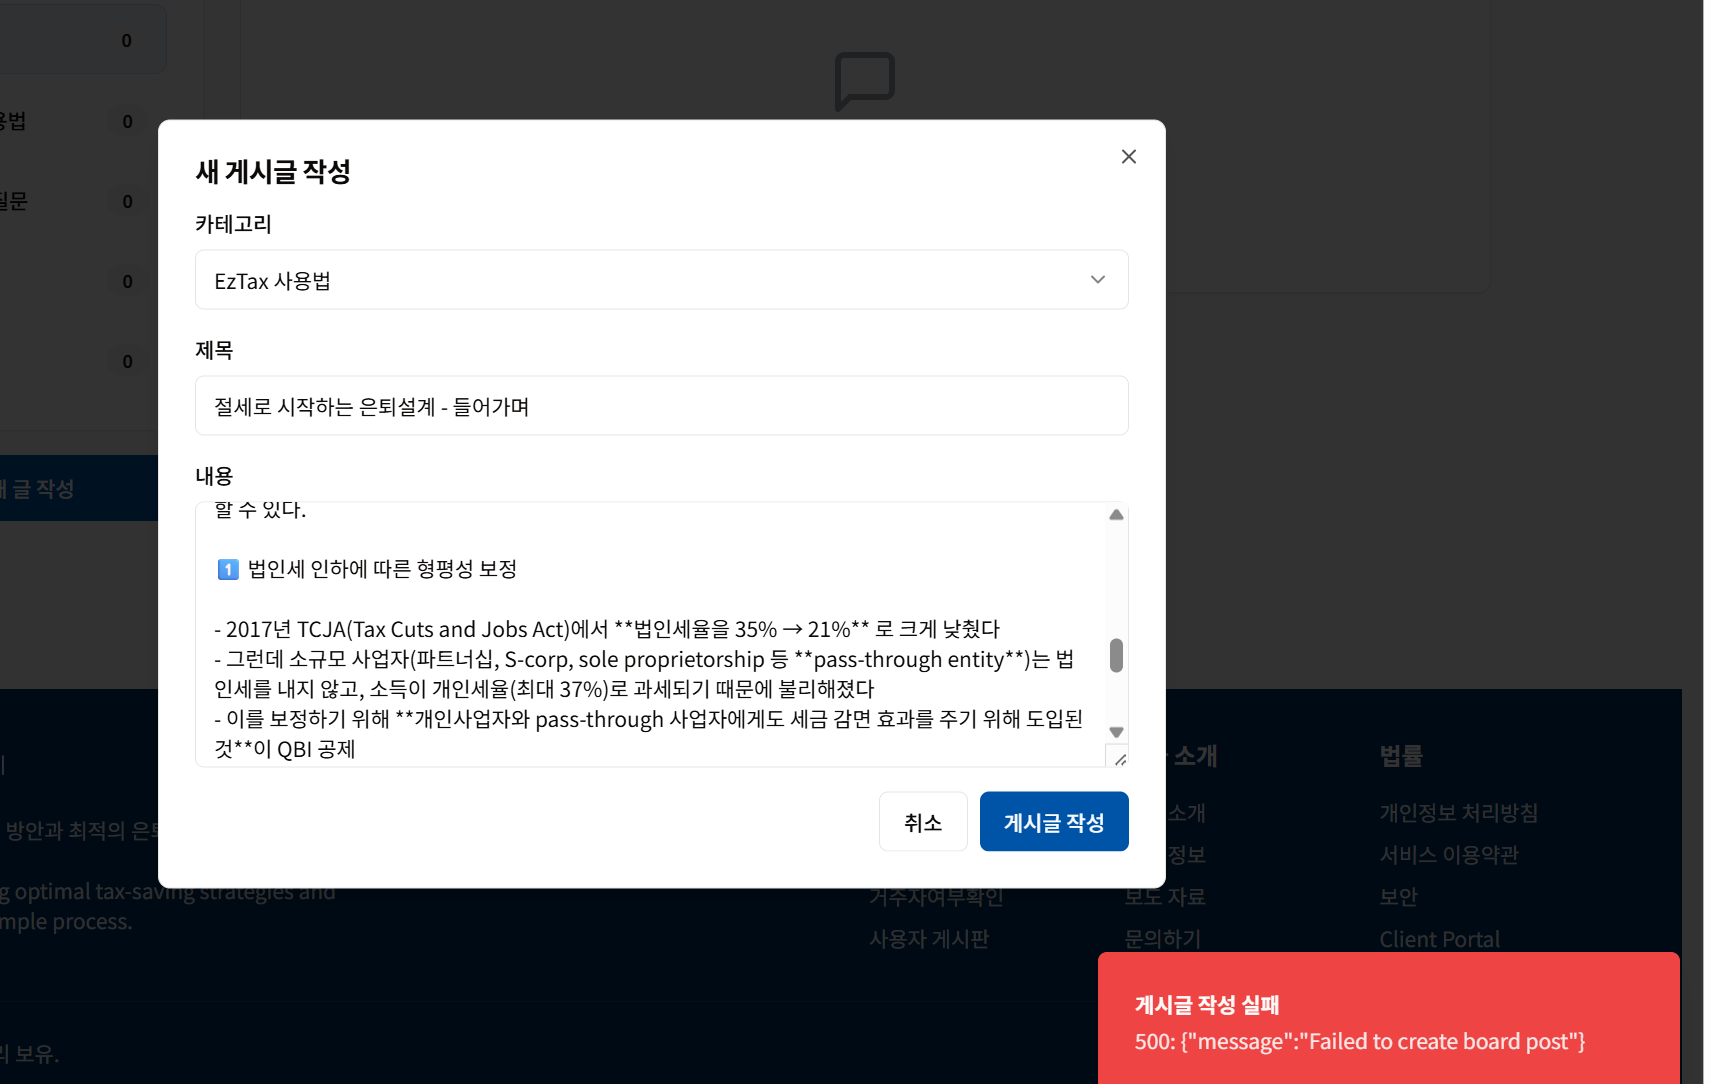 0
용법
0
질문
0
0
0
새 글 작성
새 게시글 작성
카테고리
EzTax 사용법
제목
절세로 시작하는 은퇴설계 - 들어가며
내용
할 수 있다.
1️⃣ 법인세 인하에 따른 형평성 보정
- 2017년 TCJA(Tax Cuts and Jobs Act)에서 **법인세율을 35% → 21%** 로 크게 낮췄다
- 그런데 소규모 사업자(파트너십, S-corp, sole proprietorship 등 **pass-through entity**)는 법
인세를 내지 않고, 소득이 개인세율(최대 37%)로 과세되기 때문에 불리해졌다
- 이를 보정하기 위해 **개인사업자와 pass-through 사업자에게도 세금 감면 효과를 주기 위해 도입된
것**이 QBI 공제
취소
게시글 작성
방안과 최적의 은퇴
g optimal tax-saving strategies and
mple process.
거주자여부확인
사용자 게시판
소개
소개
정보
보도 자료
문의하기
법률
개인정보 처리방침
서비스 이용약관
보안
Client Portal
리 보유.
게시글 작성 실패
500: {"message":"Failed to create board post"}